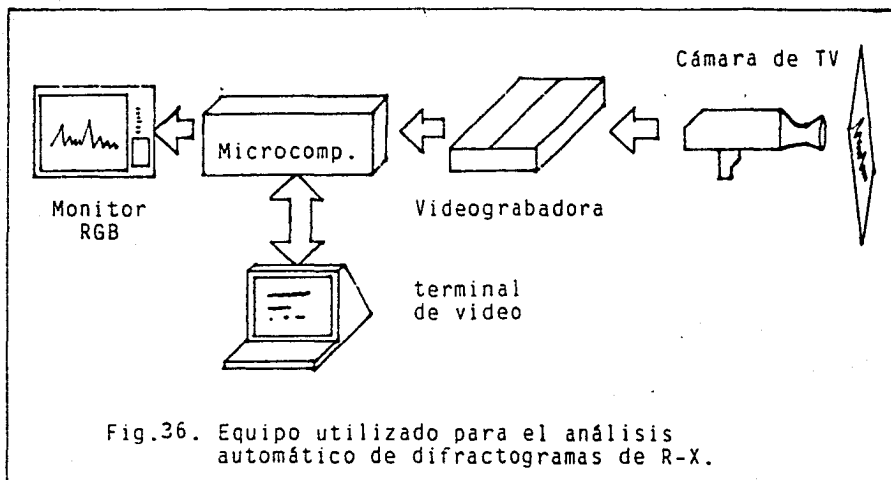 Cámara de TV
Microcomp.
Monitor
RGB
Videograbadora
terminal
de video
Fig.36. Equipo utilizado para el análisis
automático de difractogramas de R-X.